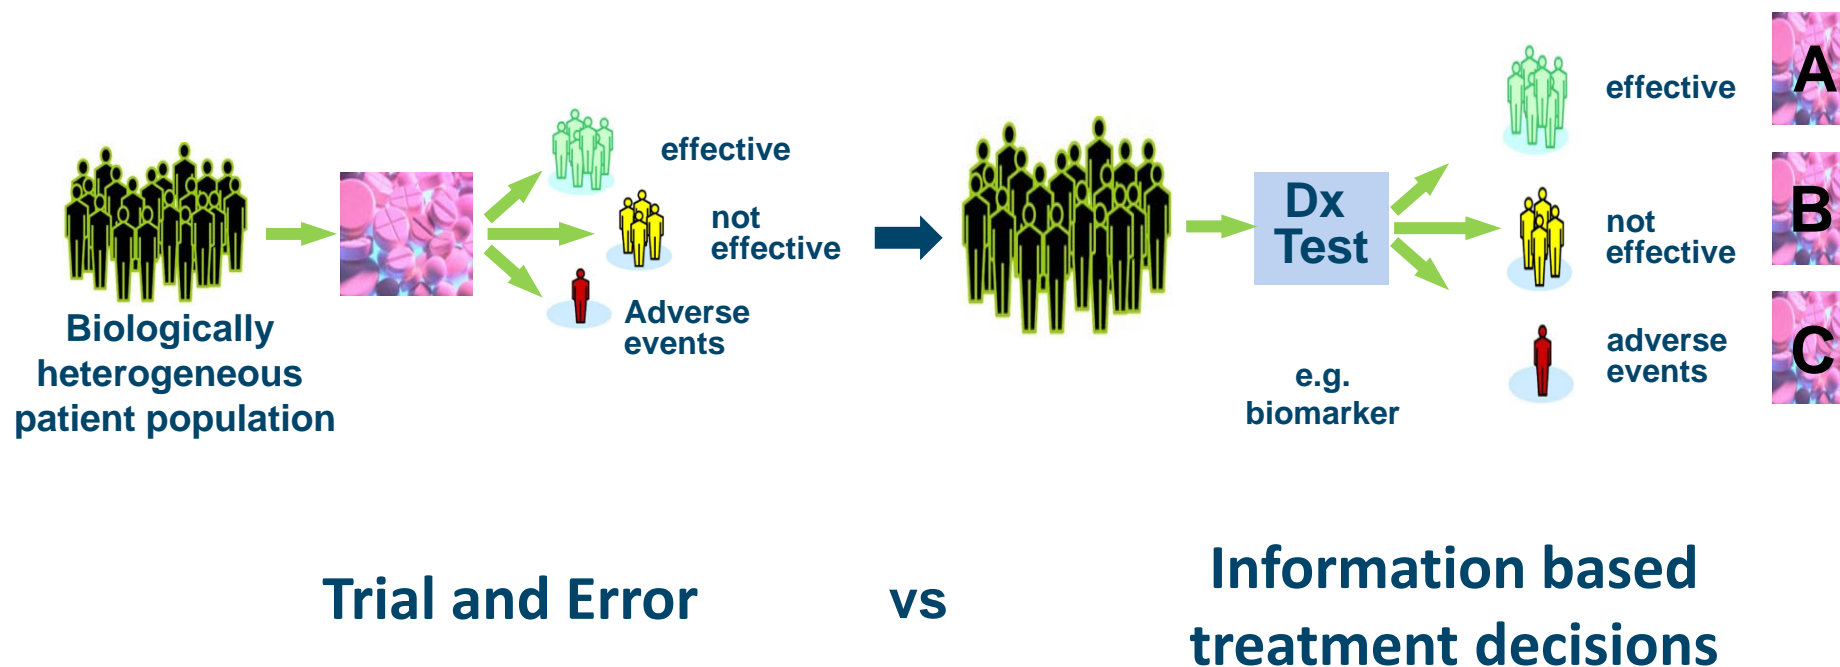 Biologically
heterogeneous
patient population
effective
not
effective
Adverse
events
Dx
Test
e.g.
biomarker
effective
A
not
effective
B
adverse
events
C
Trial and Error
vs
Information based
treatment decisions